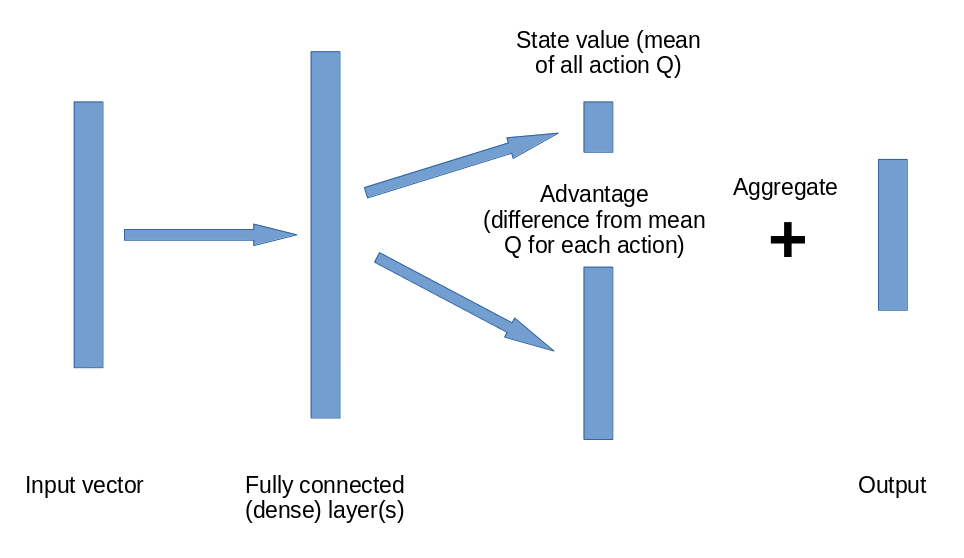 State value (mean
of all action Q)
Advantage
(difference from mean
Q for each action)
Aggregate
+
Input vector
Fully connected
(dense) layer(s)
Output